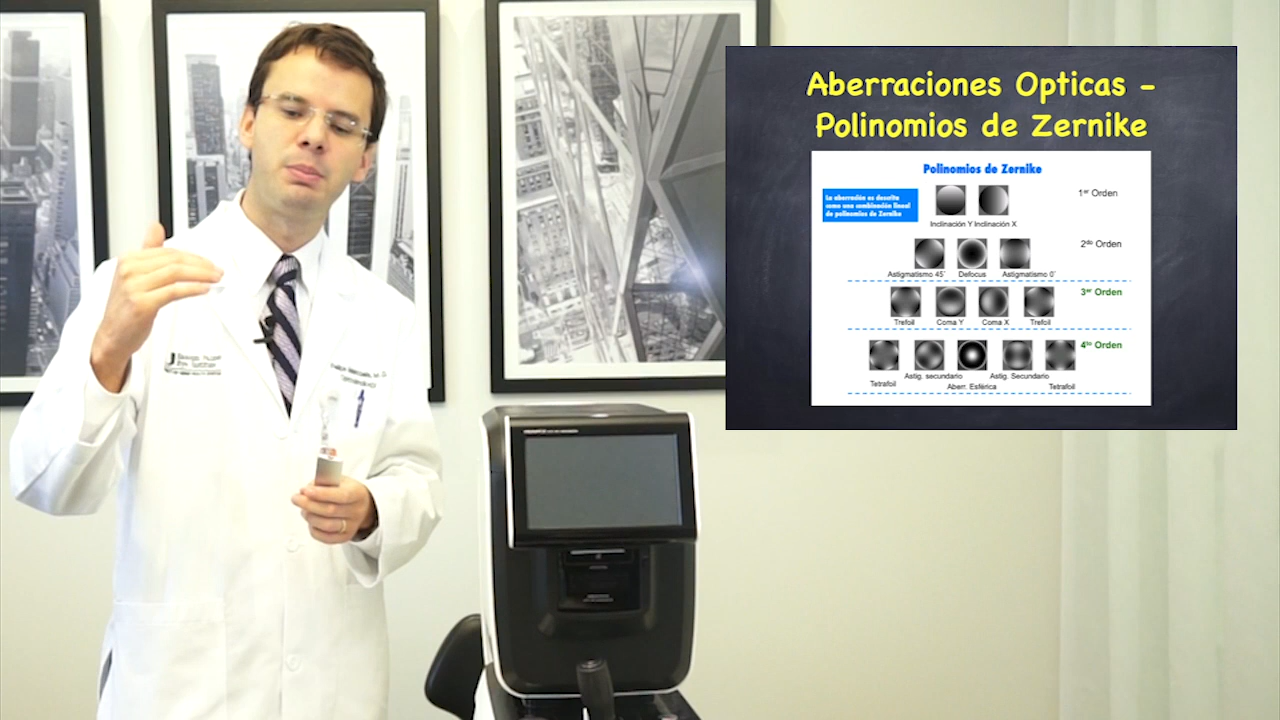 Aberraciones Opticas -
Polinomios de Zernike
Polinomios de Zernike
La aberración es descrita
como una combinación lineal
de polinomios de Zernike
1er Orden
Inclinación Y Inclinación X
2do Orden
Astigmatismo 45˚ Defocus Astigmatismo 0˚
3er Orden
Trefoil Coma Y Coma X Trefoil
4to Orden
Astig. secundario Astig. Secundario
Tetrafoil Aberr. Esférica Tetrafoil